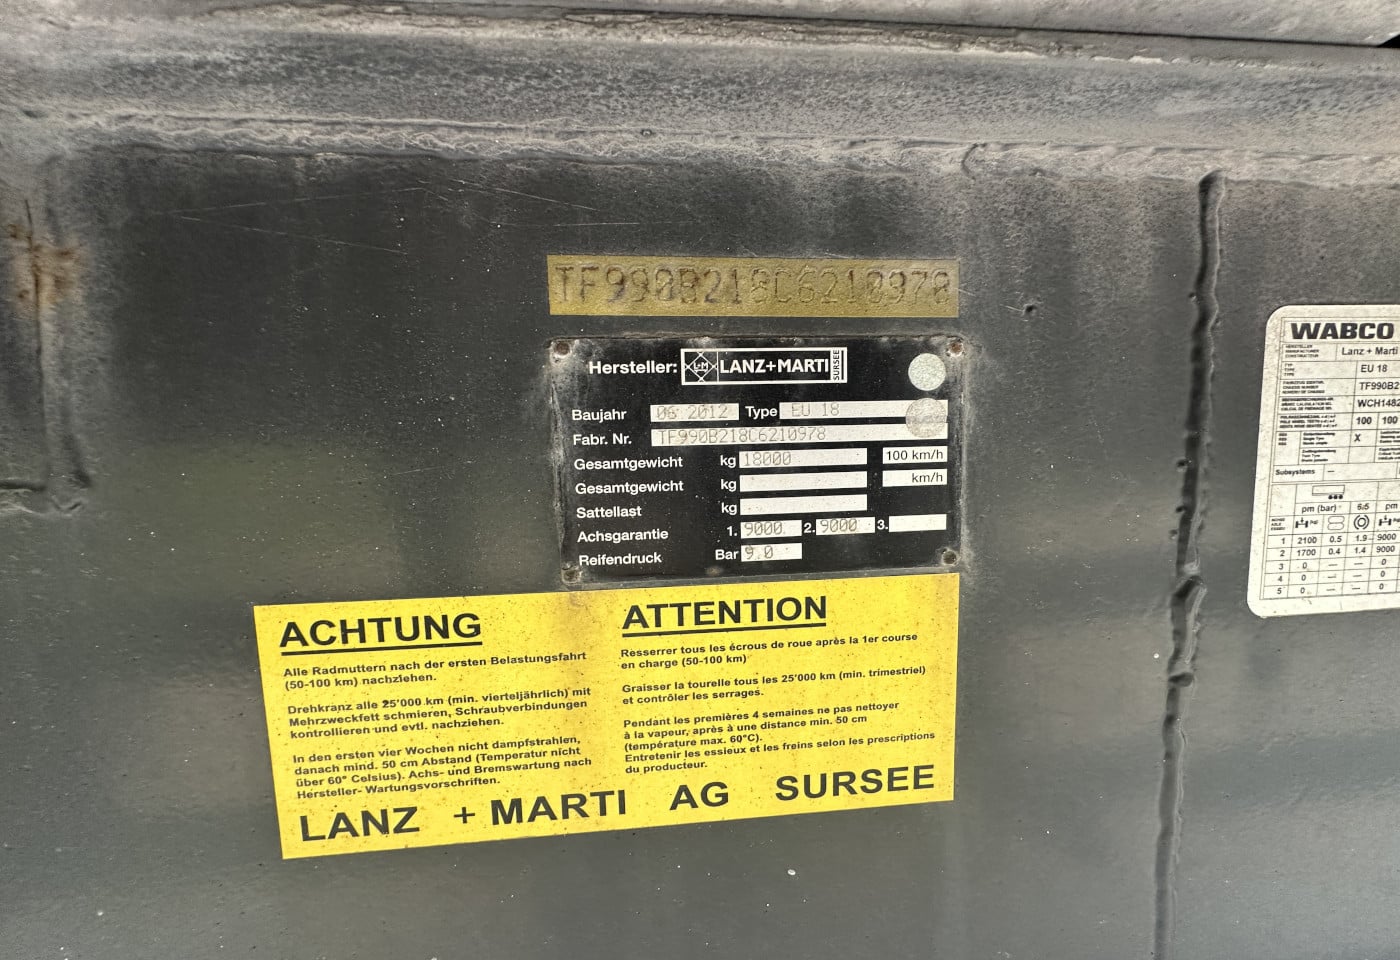 TF990B218C6210978
Hersteller: L+M LANZ+MARTI SURSEE
Baujahr 06 2012 Type EU 18
Fabr. Nr. TF990B218C6210978
Gesamtgewicht kg 18000 100 km/h
Gesamtgewicht kg km/h
Sattellast kg
Achsgarantie 1. 9000 2. 9000 3.
Reifendruck Bar 9.0
ACHTUNG
Alle Radmuttern nach der ersten Belastungsfahrt
(50-100 km) nachziehen.
Drehkranz alle 25'000 km (min. vierteljährlich) mit
Mehrzweckfett schmieren, Schraubverbindungen
kontrollieren und evtl. nachziehen.
In den ersten vier Wochen nicht dampfstrahlen,
danach mind. 50 cm Abstand (Temperatur nicht
über 60° Celsius). Achs- und Bremswartung nach
Hersteller- Wartungsvorschriften.
ATTENTION
Resserrer tous les écrous de roue après la 1er course
en charge (50-100 km)
Graisser la tourelle tous les 25'000 km (min. trimestriel)
et contrôler les serrages.
Pendant les premières 4 semaines ne pas nettoyer
à la vapeur, après à une distance min. 50 cm
(température max. 60°C).
Entretenir les essieux et les freins selon les prescriptions
du producteur.
LANZ + MARTI AG SURSEE
WABCO
Lanz + Marti
EU 18
TF990B2
WCH1482
100 100
X
Subsystems —
pm (bar) 6.5 pm
1 2100 0.5 1.9 9000
2 1700 0.4 1.4 9000
3 0 — — 0
4 0 — — 0
5 0 — — 0